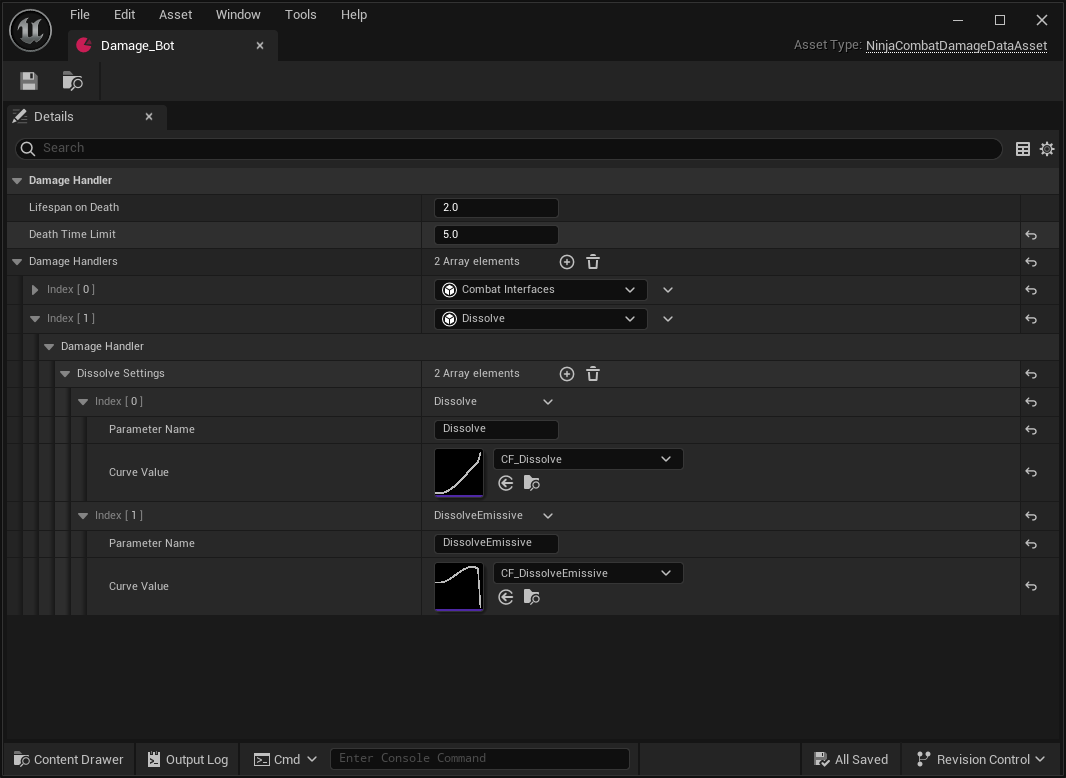 File Edit Asset Window Tools Help
Damage_Bot
Asset Type: NinjaCombatDamageDataAsset
Details
Search
Damage Handler
Lifespan on Death 2.0
Death Time Limit 5.0
Damage Handlers 2 Array elements
Index [ 0 ] Combat Interfaces
Index [ 1 ] Dissolve
Damage Handler
Dissolve Settings 2 Array elements
Index [ 0 ] Dissolve
Parameter Name Dissolve
Curve Value CF_Dissolve
Index [ 1 ] DissolveEmissive
Parameter Name DissolveEmissive
Curve Value CF_DissolveEmissive
Content Drawer Output Log Cmd Enter Console Command All Saved Revision Control